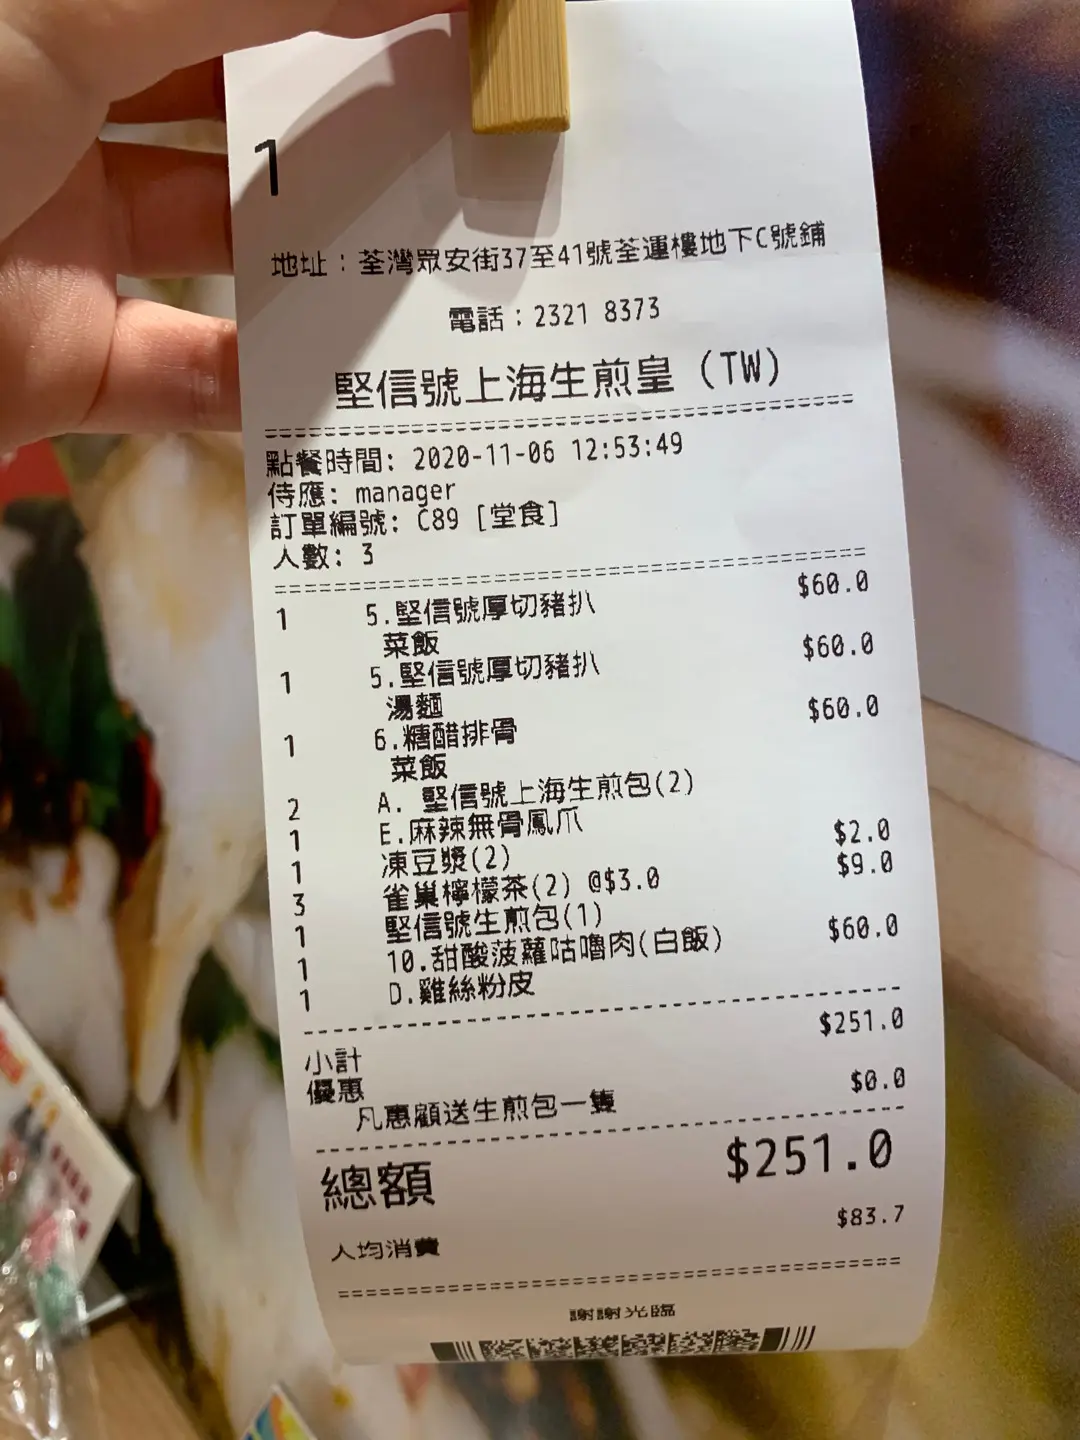 1
地址：荃灣眾安街37至41號荃運樓地下C號鋪
電話：2321 8373
堅信號上海生煎皇（TW）
點餐時間: 2020-11-06 12:53:49
侍應: manager
訂單編號: C89 [堂食]
人數: 3
1 5.堅信號厚切豬扒 $60.0
菜飯
1 5.堅信號厚切豬扒 $60.0
湯麵
1 6.糖醋排骨 $60.0
菜飯
2 A. 堅信號上海生煎包(2)
1 E.麻辣無骨鳳爪
1 凍豆漿(2) $2.0
3 雀巢檸檬茶(2) @$3.0 $9.0
1 堅信號生煎包(1)
1 10.甜酸菠蘿咕嚕肉(白飯) $60.0
1 D.雞絲粉皮
小計 $251.0
優惠 $0.0
凡惠顧送生煎包一隻
總額 $251.0
人均消費 $83.7
謝謝光臨